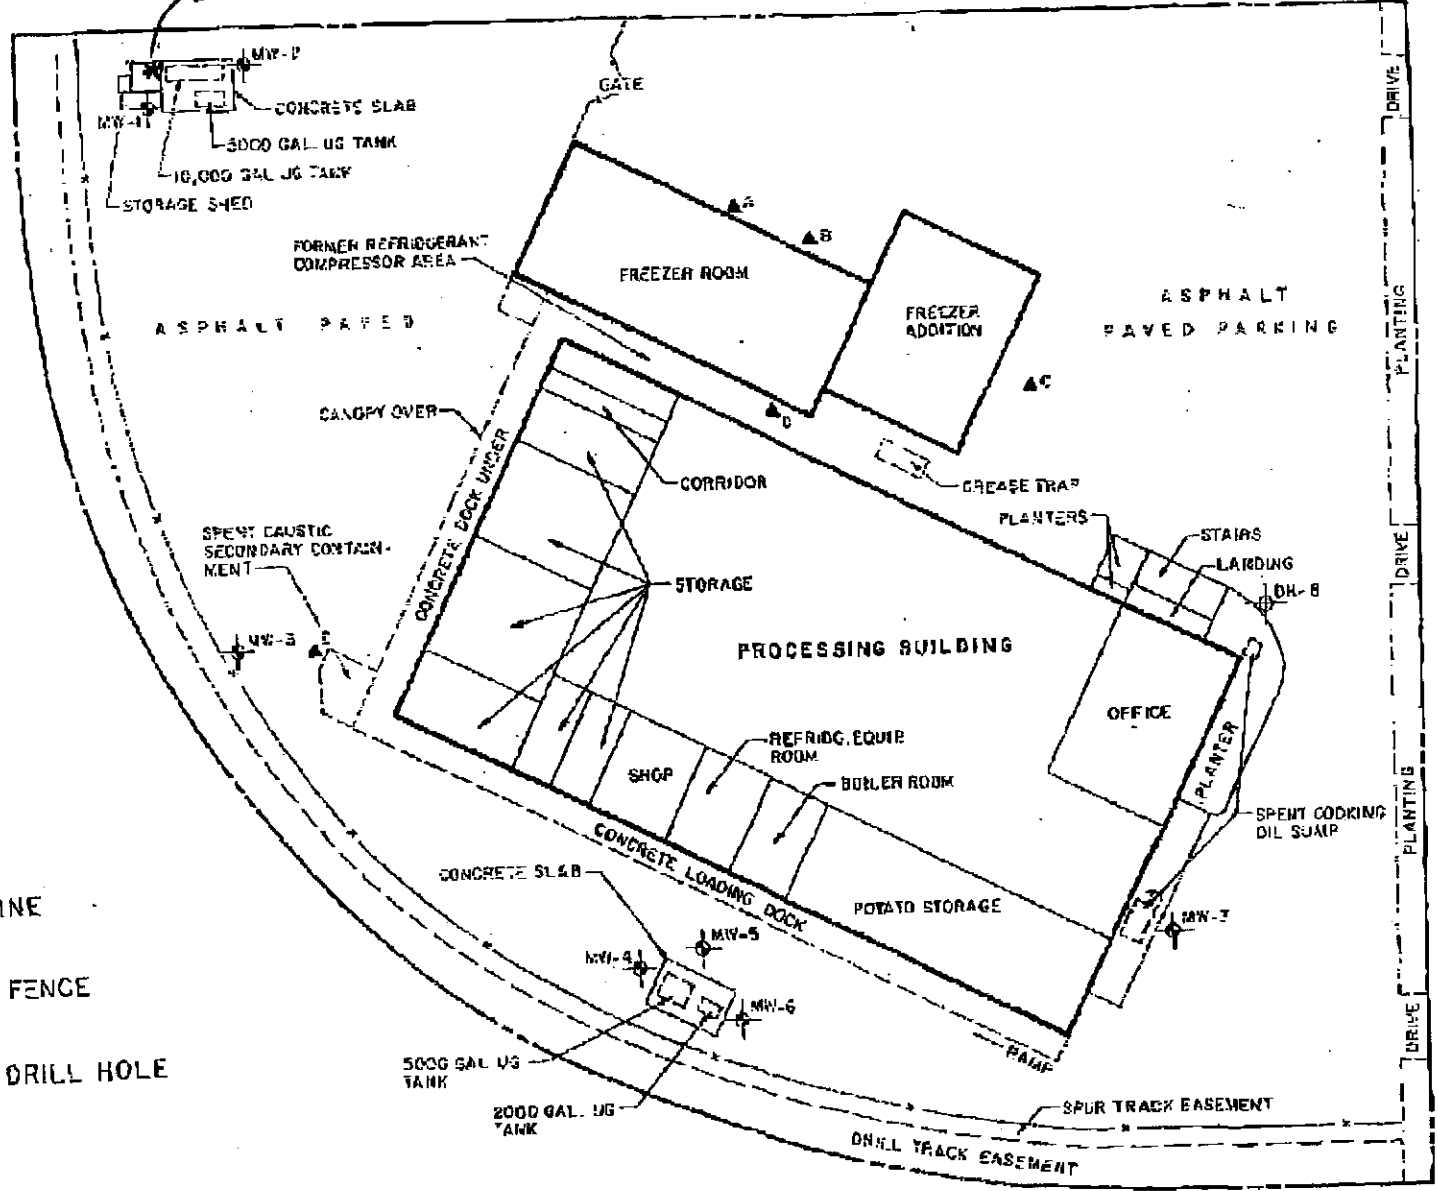 MW-2
CONCRETE SLAB
MW-1
GAL. UG TANK
10,000 GAL UG TANK
STORAGE SHED
GATE
DRIVE
PLANTING
FORMER REFRIDGERANT
COMPRESSOR AREA
A
B
FREEZER ROOM
FREEZER
ADDITION
ASPHALT PAVED
ASPHALT
PAVED PARKING
C
D
CANOPY OVER
CONCRETE DOCK UNDER
CORRIDOR
GREASE TRAP
PLANTERS
STAIRS
LANDING
DH-8
DRIVE
SPENT CAUSTIC
SECONDARY CONTAIN-
MENT
STORAGE
MW-3
PROCESSING BUILDING
OFFICE
PLANTER
REFRIDG. EQUIP
ROOM
SHOP
BOILER ROOM
SPENT COOKING
OIL SUMP
PLANTING
CONCRETE LOADING DOCK
CONCRETE SLAB
POTATO STORAGE
MW-7
INE
FENCE
DRILL HOLE
MW-5
MW-4
MW-6
5000 GAL UG
TANK
2000 GAL. UG
TANK
RAMP
DRIVE
SPUR TRACK EASEMENT
DRILL TRACK EASEMENT